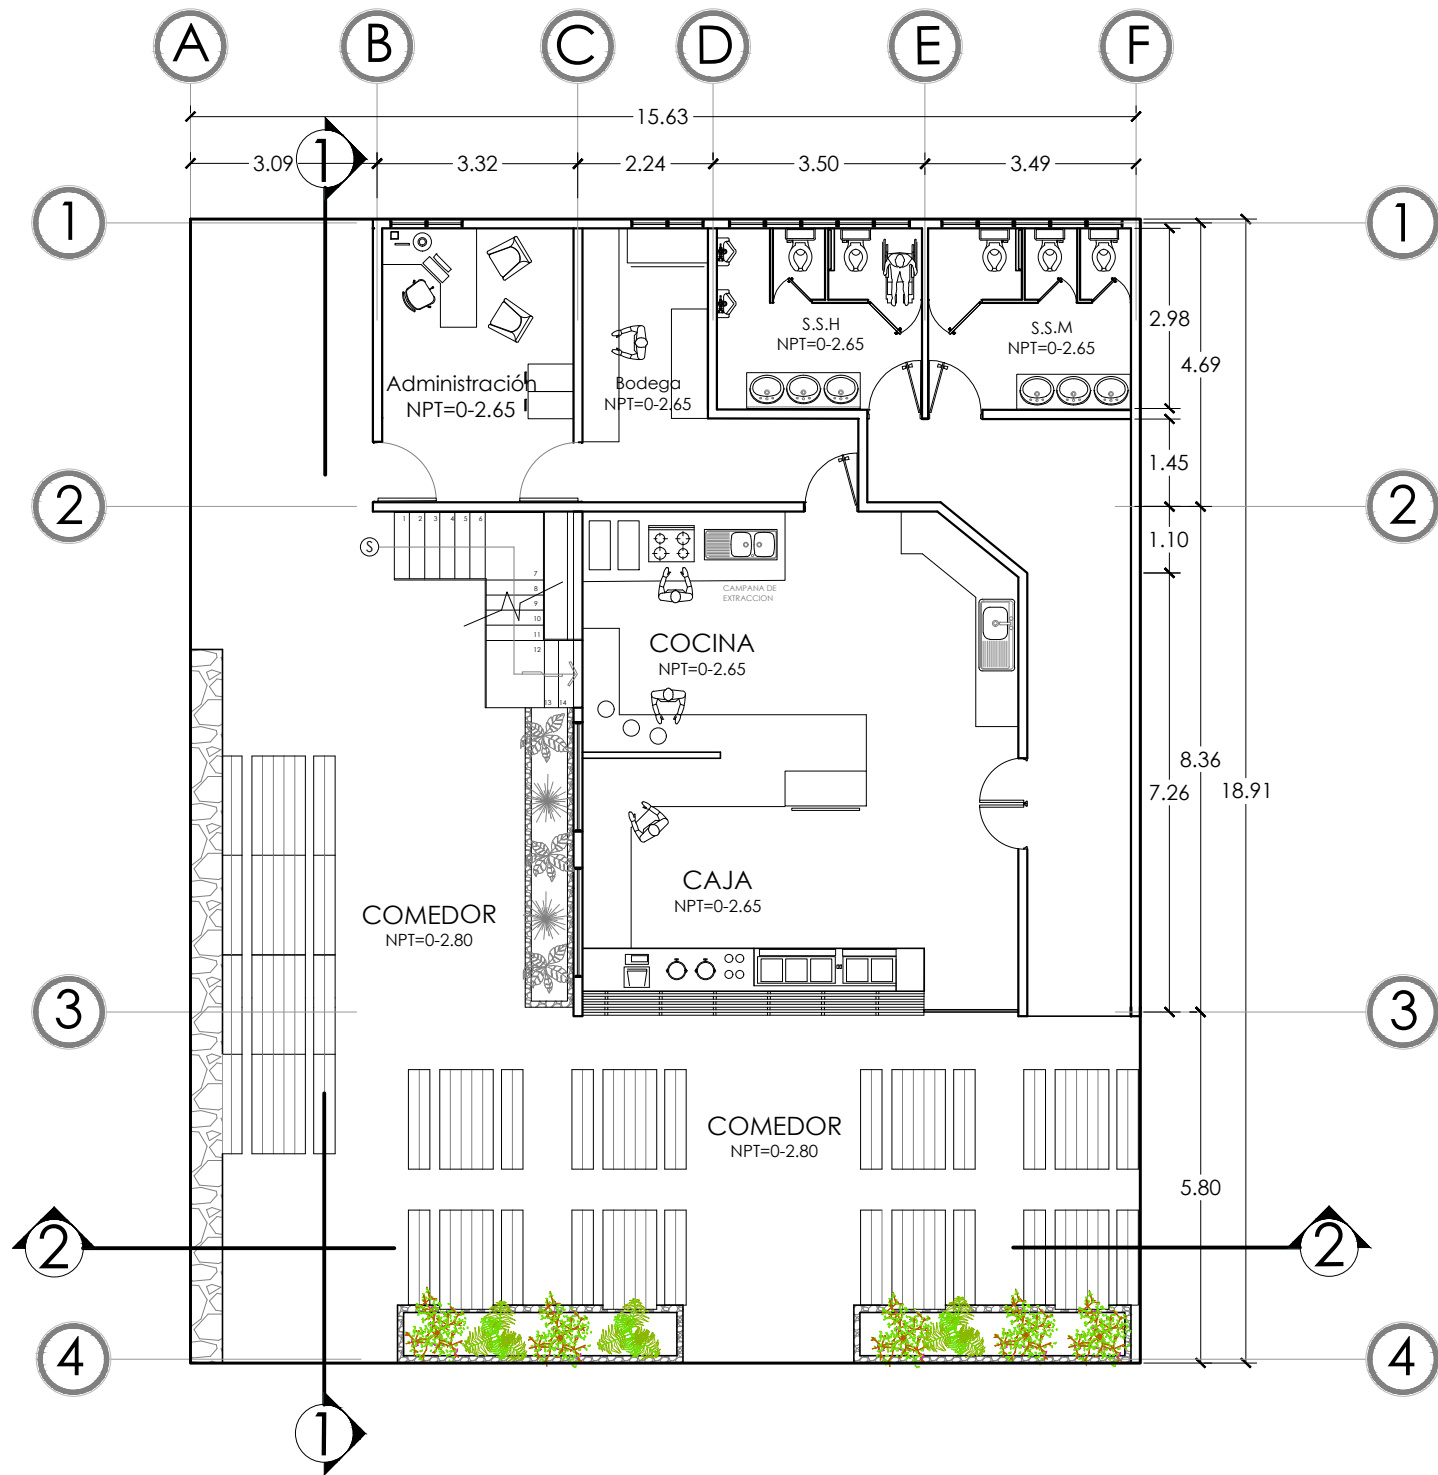 A B C D E F
15.63
3.09 3.32 2.24 3.50 3.49
1
1 1
S.S.H
NPT=0-2.65
S.S.M
NPT=0-2.65
2.98
4.69
Administración
NPT=0-2.65
Bodega
NPT=0-2.65
1.45
2 2
1 2 3 4 5 6
S
1.10
7
8
9
10
11
12
13 14
CAMPANA DE
EXTRACCION
COCINA
NPT=0-2.65
8.36
7.26 18.91
CAJA
NPT=0-2.65
COMEDOR
NPT=0-2.80
3 3
COMEDOR
NPT=0-2.80
5.80
2 2
4 4
1